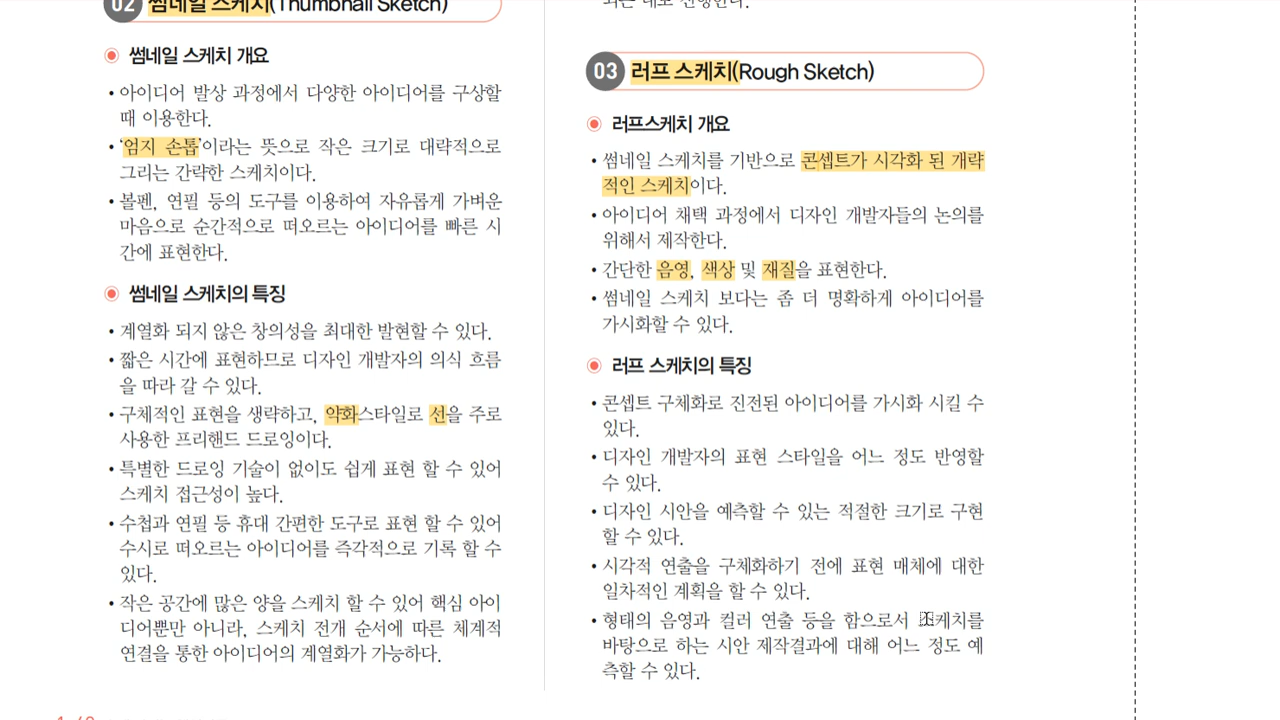 02 썸네일 스케치(Thumbnail Sketch)
썸네일 스케치 개요
• 아이디어 발상 과정에서 다양한 아이디어를 구상할
때 이용한다.
• ‘엄지 손톱’이라는 뜻으로 작은 크기로 대략적으로
그리는 간략한 스케치이다.
• 볼펜, 연필 등의 도구를 이용하여 자유롭게 가벼운
마음으로 순간적으로 떠오르는 아이디어를 빠른 시
간에 표현한다.
썸네일 스케치의 특징
• 계열화 되지 않은 창의성을 최대한 발현할 수 있다.
• 짧은 시간에 표현하므로 디자인 개발자의 의식 흐름
을 따라 갈 수 있다.
• 구체적인 표현을 생략하고, 약화스타일로 선을 주로
사용한 프리핸드 드로잉이다.
• 특별한 드로잉 기술이 없이도 쉽게 표현 할 수 있어
스케치 접근성이 높다.
• 수첩과 연필 등 휴대 간편한 도구로 표현 할 수 있어
수시로 떠오르는 아이디어를 즉각적으로 기록 할 수
있다.
• 작은 공간에 많은 양을 스케치 할 수 있어 핵심 아이
디어뿐만 아니라, 스케치 전개 순서에 따른 체계적
연결을 통한 아이디어의 계열화가 가능하다.
03 러프 스케치(Rough Sketch)
러프스케치 개요
• 썸네일 스케치를 기반으로 콘셉트가 시각화 된 개략
적인 스케치이다.
• 아이디어 채택 과정에서 디자인 개발자들의 논의를
위해서 제작한다.
• 간단한 음영, 색상 및 재질을 표현한다.
• 썸네일 스케치 보다는 좀 더 명확하게 아이디어를
가시화할 수 있다.
러프 스케치의 특징
• 콘셉트 구체화로 진전된 아이디어를 가시화 시킬 수
있다.
• 디자인 개발자의 표현 스타일을 어느 정도 반영할
수 있다.
• 디자인 시안을 예측할 수 있는 적절한 크기로 구현
할 수 있다.
• 시각적 연출을 구체화하기 전에 표현 매체에 대한
일차적인 계획을 할 수 있다.
• 형태의 음영과 컬러 연출 등을 함으로서 스케치를
바탕으로 하는 시안 제작결과에 대해 어느 정도 예
측할 수 있다.